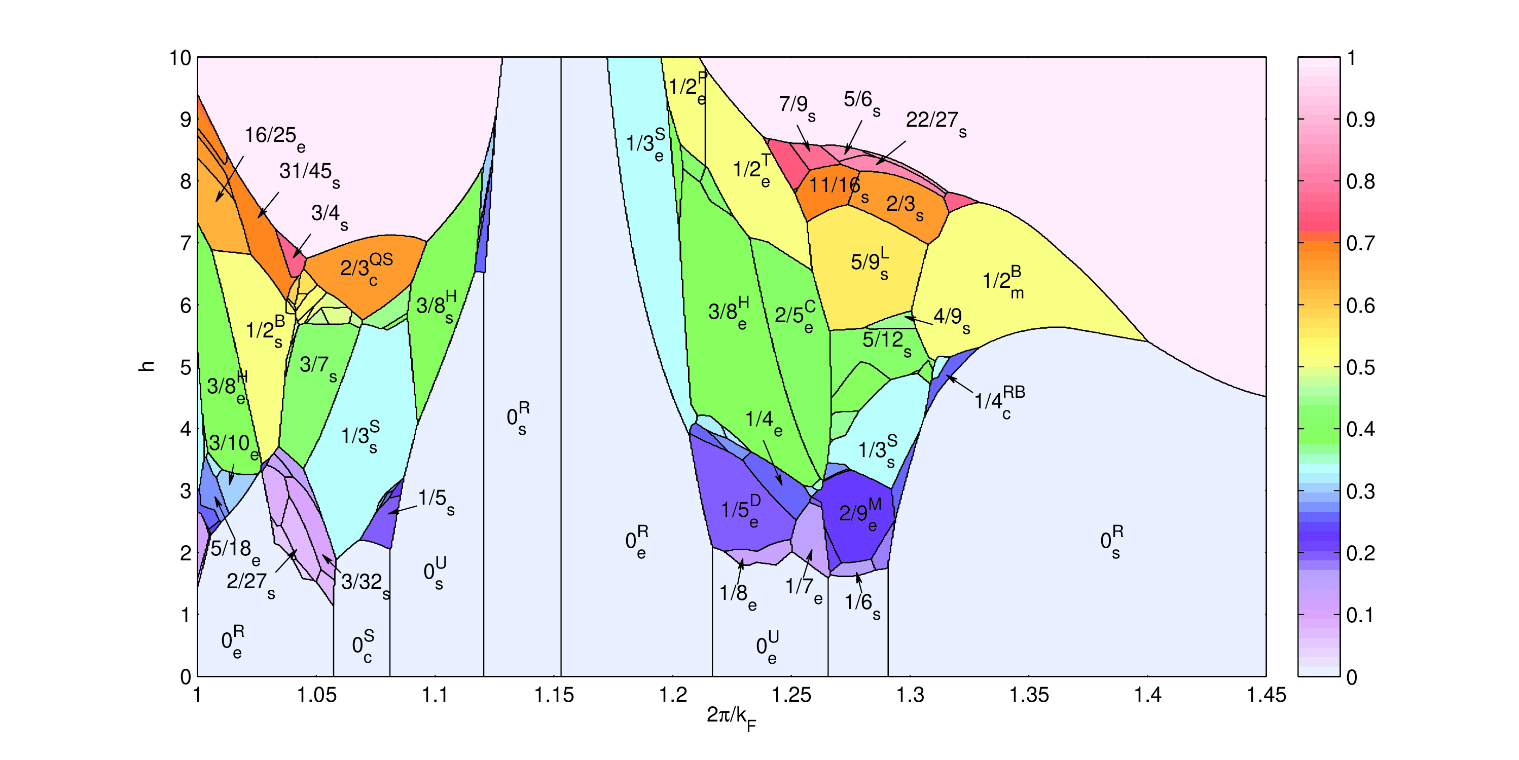 10
9
8
7
6
5
4
3
2
1
0
h
1
1.05
1.1
1.15
1.2
1.25
1.3
1.35
1.4
1.45
2π/k_F
1
0.9
0.8
0.7
0.6
0.5
0.4
0.3
0.2
0.1
0
16/25_e
31/45_s
3/4_s
2/3_c^QS
3/8_s^H
1/2_s^B
3/7_s
3/8_e^H
3/10_e
1/3_s^S
1/5_s
5/18_e
2/27_s
3/32_s
0_e^R
0_c^S
0_s^U
0_s^R
1/3_e^S
1/2_e^P
1/2_e^T
7/9_s
5/6_s
22/27_s
11/16_s
2/3_s
5/9_s^L
1/2_m^B
3/8_e^H
2/5_e^C
4/9_s
5/12_s
1/4_c^RB
1/4_e
1/3_s^S
1/5_e^D
2/9_e^M
0_e^R
1/8_e
1/7_e
1/6_s
0_e^U
0_s^R